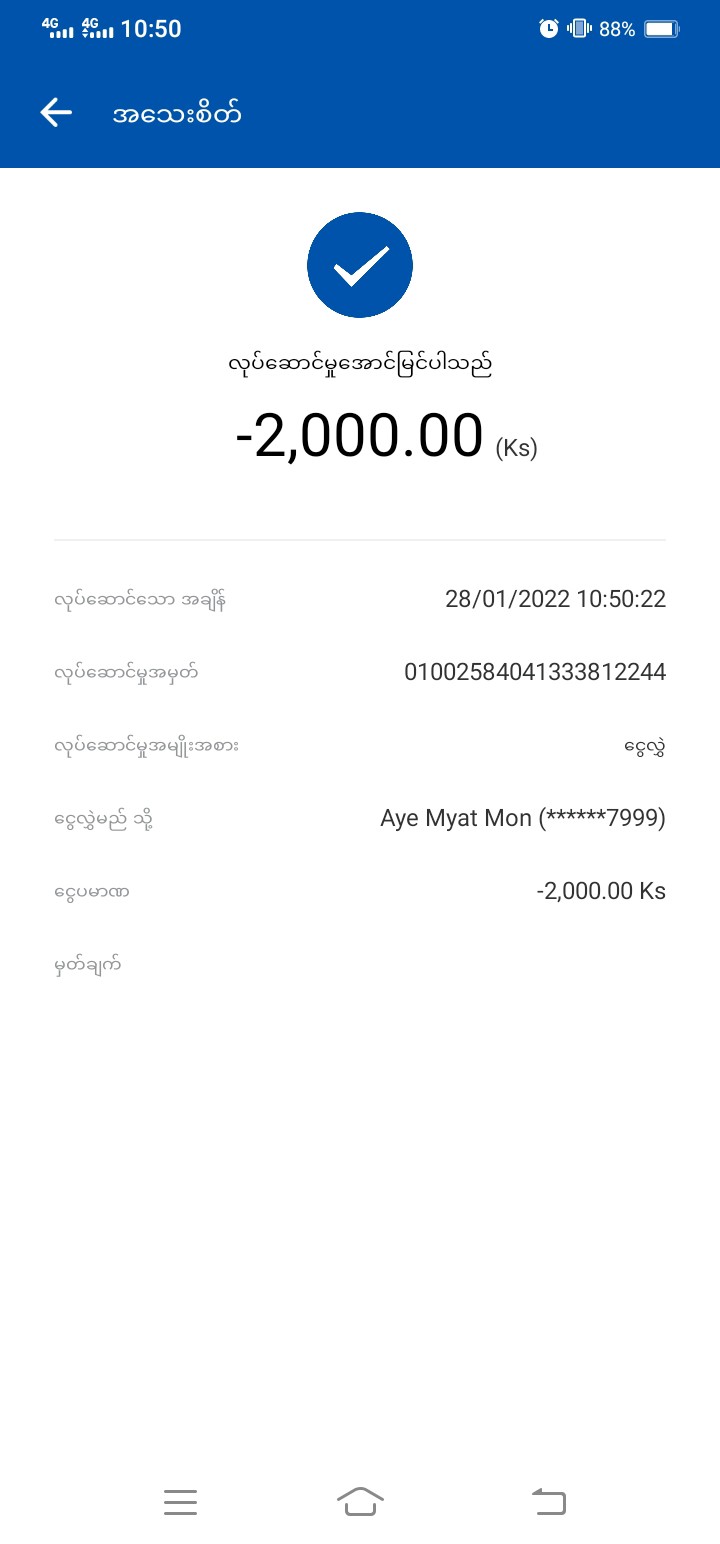 4G 4G 10:50 88%
အသေးစိတ်
လုပ်ဆောင်မှုအောင်မြင်ပါသည်
-2,000.00 (Ks)
လုပ်ဆောင်သော အချိန် 28/01/2022 10:50:22
လုပ်ဆောင်မှုအမှတ် 01002584041333812244
လုပ်ဆောင်မှုအမျိုးအစား ငွေလွှဲ
ငွေလွှဲမည် သို့ Aye Myat Mon (******7999)
ငွေပမာဏ -2,000.00 Ks
မှတ်ချက်